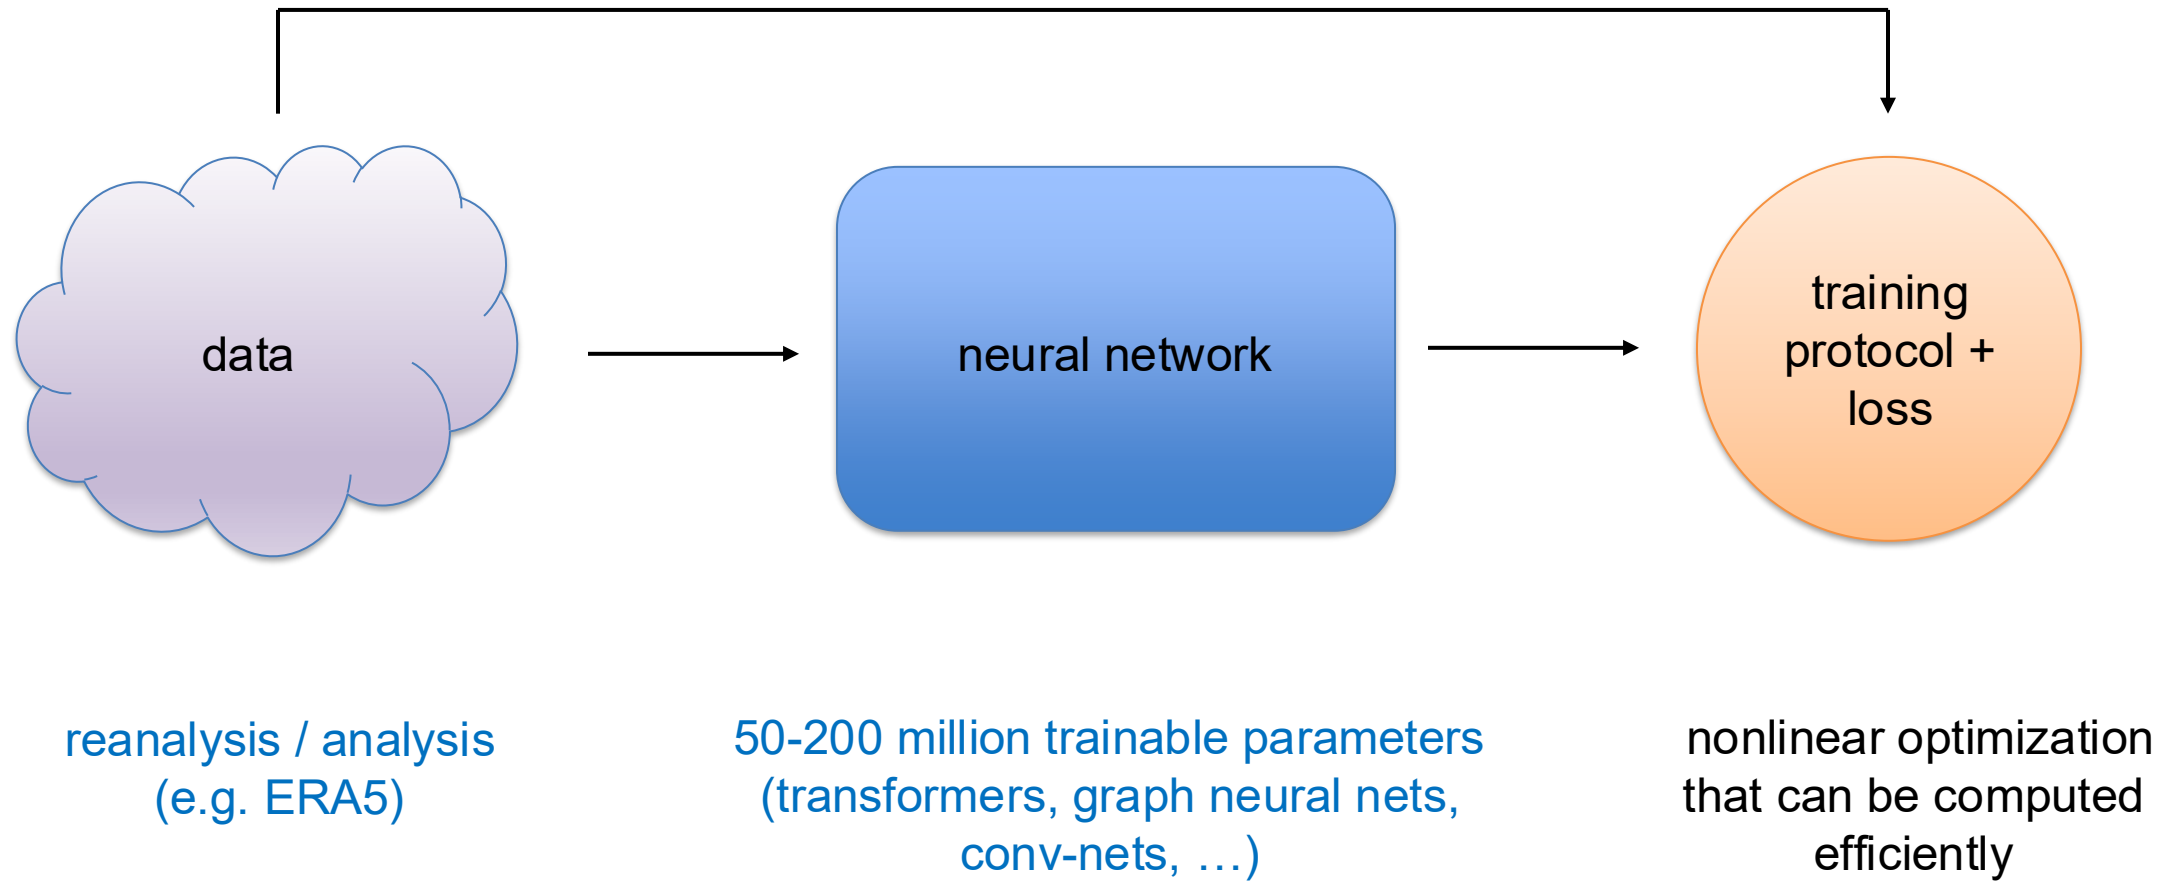 data
neural network
training
protocol +
loss
reanalysis / analysis
(e.g. ERA5)
50-200 million trainable parameters
(transformers, graph neural nets,
conv-nets, …)
nonlinear optimization
that can be computed
efficiently